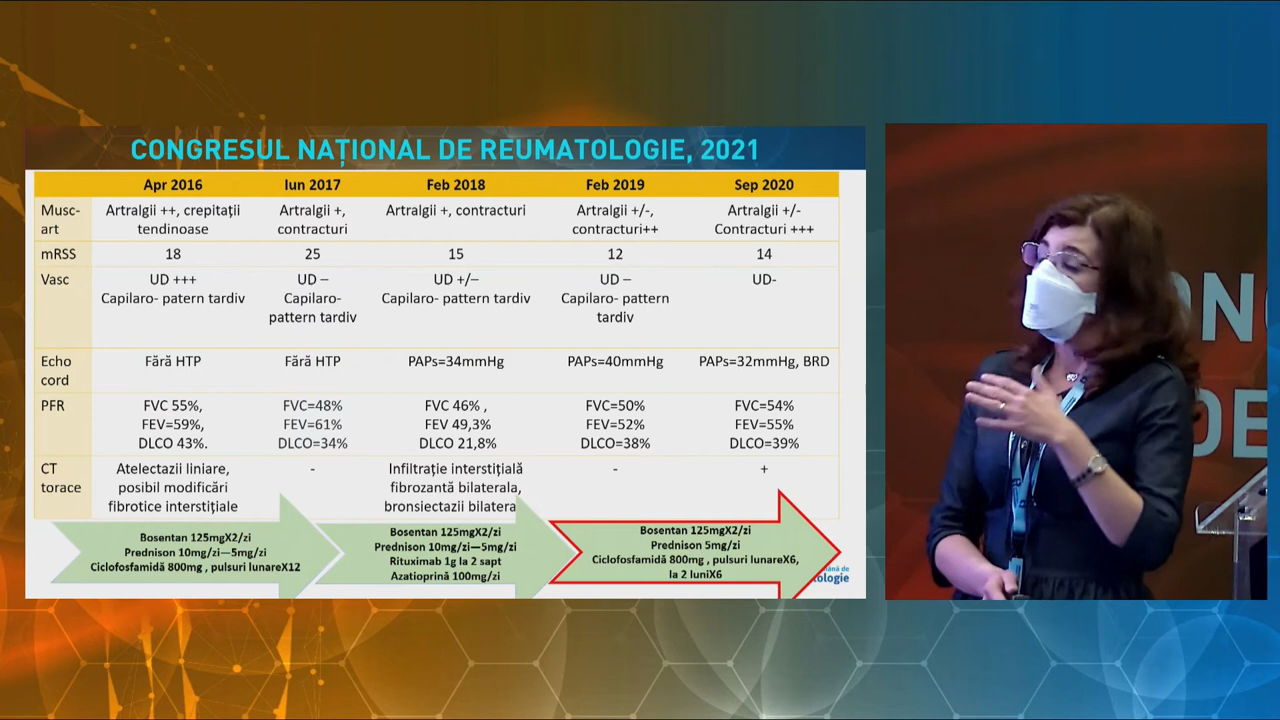 CONGRESUL NAȚIONAL DE REUMATOLOGIE, 2021
Apr 2016 Iun 2017 Feb 2018 Feb 2019 Sep 2020
Musc-art Artralgii ++, crepitații tendinoase Artralgii +, contracturi Artralgii +, contracturi Artralgii +/-, contracturi++ Artralgii +/- Contracturi +++
mRSS 18 25 15 12 14
Vasc UD +++ Capilaro- patern tardiv UD – Capilaro- pattern tardiv UD +/– Capilaro- pattern tardiv UD – Capilaro- pattern tardiv UD-
Echo cord Fără HTP Fără HTP PAPs=34mmHg PAPs=40mmHg PAPs=32mmHg, BRD
PFR FVC 55%, FEV=59%, DLCO 43%. FVC=48% FEV=61% DLCO=34% FVC 46% , FEV 49,3% DLCO 21,8% FVC=50% FEV=52% DLCO=38% FVC=54% FEV=55% DLCO=39%
CT torace Atelectazii liniare, posibil modificări fibrotice interstițiale - Infiltrație interstițială fibrozantă bilaterala, bronsiectazii bilatera - +
Bosentan 125mgX2/zi
Prednison 10mg/zi—5mg/zi
Ciclofosfamidă 800mg , pulsuri lunareX12
Bosentan 125mgX2/zi
Prednison 10mg/zi—5mg/zi
Rituximab 1g la 2 sapt
Azatioprină 100mg/zi
Bosentan 125mgX2/zi
Prednison 5mg/zi
Ciclofosfamidă 800mg , pulsuri lunareX6,
la 2 luniX6
ână de
ologie
ON
DE